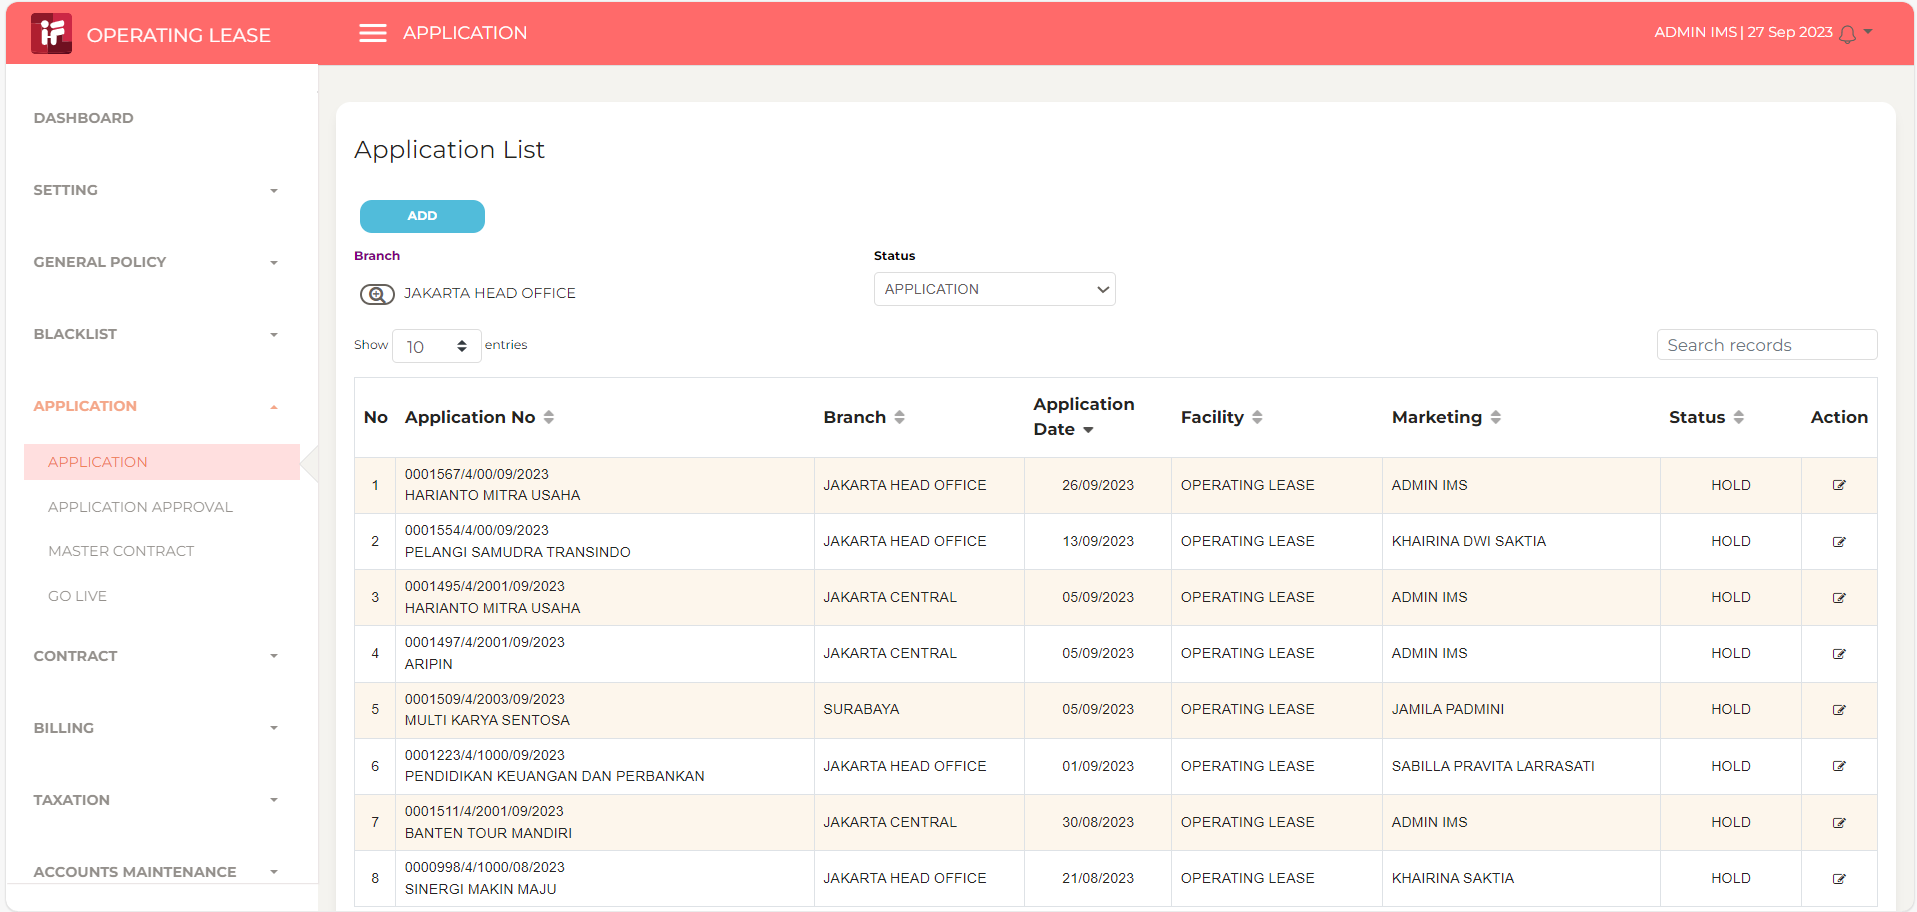 OPERATING LEASE
APPLICATION
ADMIN IMS | 27 Sep 2023
DASHBOARD
SETTING
GENERAL POLICY
BLACKLIST
APPLICATION
APPLICATION
APPLICATION APPROVAL
MASTER CONTRACT
GO LIVE
CONTRACT
BILLING
TAXATION
ACCOUNTS MAINTENANCE
Application List
ADD
Branch
Status
JAKARTA HEAD OFFICE
APPLICATION
Show 10 entries
Search records
No Application No Branch Application Date Facility Marketing Status Action
1 0001567/4/00/09/2023 HARIANTO MITRA USAHA JAKARTA HEAD OFFICE 26/09/2023 OPERATING LEASE ADMIN IMS HOLD
2 0001554/4/00/09/2023 PELANGI SAMUDRA TRANSINDO JAKARTA HEAD OFFICE 13/09/2023 OPERATING LEASE KHAIRINA DWI SAKTIA HOLD
3 0001495/4/2001/09/2023 HARIANTO MITRA USAHA JAKARTA CENTRAL 05/09/2023 OPERATING LEASE ADMIN IMS HOLD
4 0001497/4/2001/09/2023 ARIPIN JAKARTA CENTRAL 05/09/2023 OPERATING LEASE ADMIN IMS HOLD
5 0001509/4/2003/09/2023 MULTI KARYA SENTOSA SURABAYA 05/09/2023 OPERATING LEASE JAMILA PADMINI HOLD
6 0001223/4/1000/09/2023 PENDIDIKAN KEUANGAN DAN PERBANKAN JAKARTA HEAD OFFICE 01/09/2023 OPERATING LEASE SABILLA PRAVITA LARRASATI HOLD
7 0001511/4/2001/09/2023 BANTEN TOUR MANDIRI JAKARTA CENTRAL 30/08/2023 OPERATING LEASE ADMIN IMS HOLD
8 0000998/4/1000/08/2023 SINERGI MAKIN MAJU JAKARTA HEAD OFFICE 21/08/2023 OPERATING LEASE KHAIRINA SAKTIA HOLD